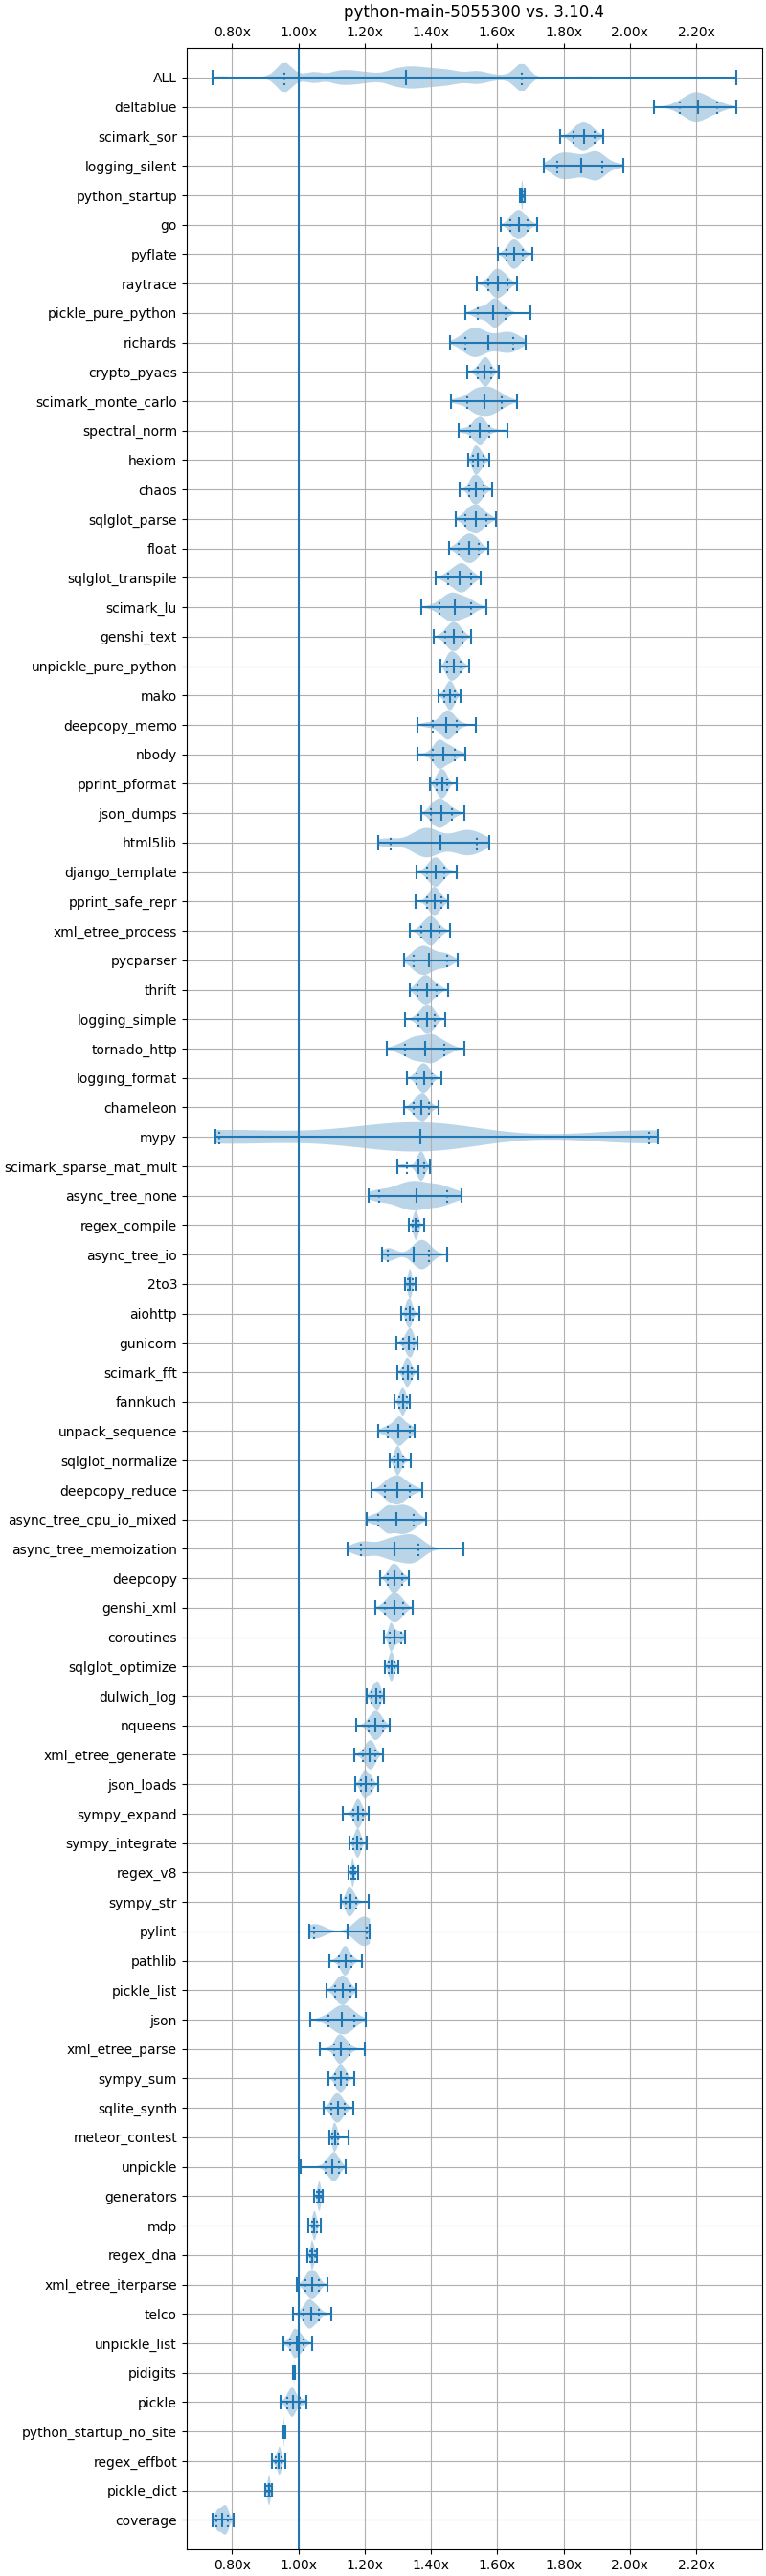 python-main-5055300 vs. 3.10.4
0.80x 1.00x 1.20x 1.40x 1.60x 1.80x 2.00x 2.20x
ALL
deltablue
scimark_sor
logging_silent
python_startup
go
pyflate
raytrace
pickle_pure_python
richards
crypto_pyaes
scimark_monte_carlo
spectral_norm
hexiom
chaos
sqlglot_parse
float
sqlglot_transpile
scimark_lu
genshi_text
unpickle_pure_python
mako
deepcopy_memo
nbody
pprint_pformat
json_dumps
html5lib
django_template
pprint_safe_repr
xml_etree_process
pycparser
thrift
logging_simple
tornado_http
logging_format
chameleon
mypy
scimark_sparse_mat_mult
async_tree_none
regex_compile
async_tree_io
2to3
aiohttp
gunicorn
scimark_fft
fannkuch
unpack_sequence
sqlglot_normalize
deepcopy_reduce
async_tree_cpu_io_mixed
async_tree_memoization
deepcopy
genshi_xml
coroutines
sqlglot_optimize
dulwich_log
nqueens
xml_etree_generate
json_loads
sympy_expand
sympy_integrate
regex_v8
sympy_str
pylint
pathlib
pickle_list
json
xml_etree_parse
sympy_sum
sqlite_synth
meteor_contest
unpickle
generators
mdp
regex_dna
xml_etree_iterparse
telco
unpickle_list
pidigits
pickle
python_startup_no_site
regex_effbot
pickle_dict
coverage
0.80x 1.00x 1.20x 1.40x 1.60x 1.80x 2.00x 2.20x